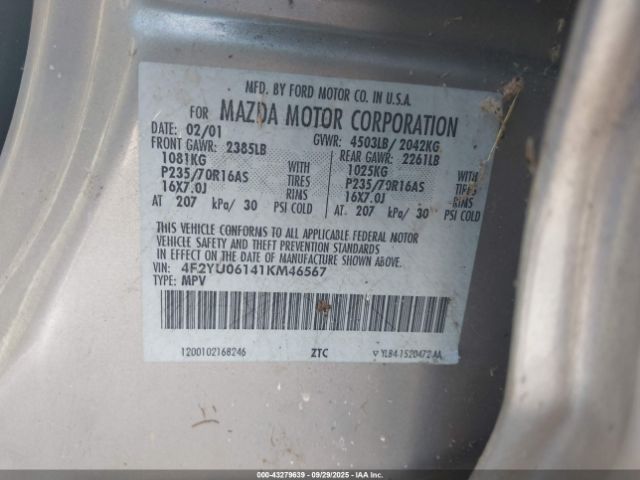 MFD. BY FORD MOTOR CO. IN U.S.A.
FOR MAZDA MOTOR CORPORATION
DATE: 02/01 GVWR: 4503LB/ 2042KG
FRONT GAWR: 2385LB REAR GAWR: 2261LB
1081KG WITH 1025KG WITH
P235/70R16AS TIRES P235/70R16AS TIRES
16X7.0J RIMS 16X7.0J RIMS
AT 207 kPa/ 30 PSI COLD AT 207 kPa/ 30 PSI COLD
THIS VEHICLE CONFORMS TO ALL APPLICABLE FEDERAL MOTOR
VEHICLE SAFETY AND THEFT PREVENTION STANDARDS
IN EFFECT ON THE DATE OF MANUFACTURE SHOWN ABOVE.
VIN: 4F2YU06141KM46567
TYPE: MPV
1200102168246 ZTC YL84-1520472-AA
00-43279639 - 09/29/2025 - IAAI.COM